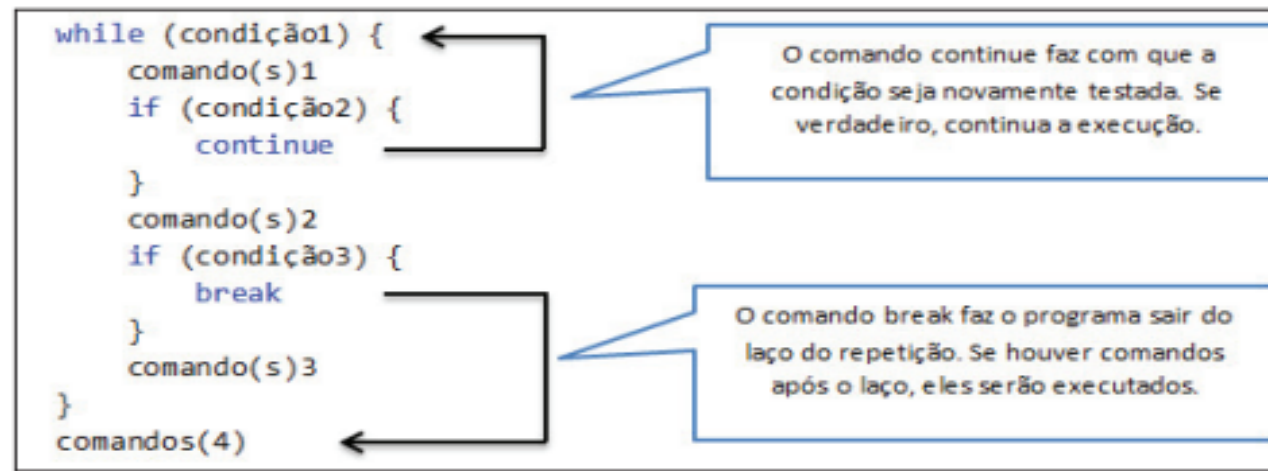 while (condição1) {
comando(s)1
if (condição2) {
continue
}
comando(s)2
if (condição3) {
break
}
comando(s)3
}
comandos(4)
O comando continue faz com que a
condição seja novamente testada. Se
verdadeiro, continua a execução.
O comando break faz o programa sair do
laço do repetição. Se houver comandos
após o laço, eles serão executados.